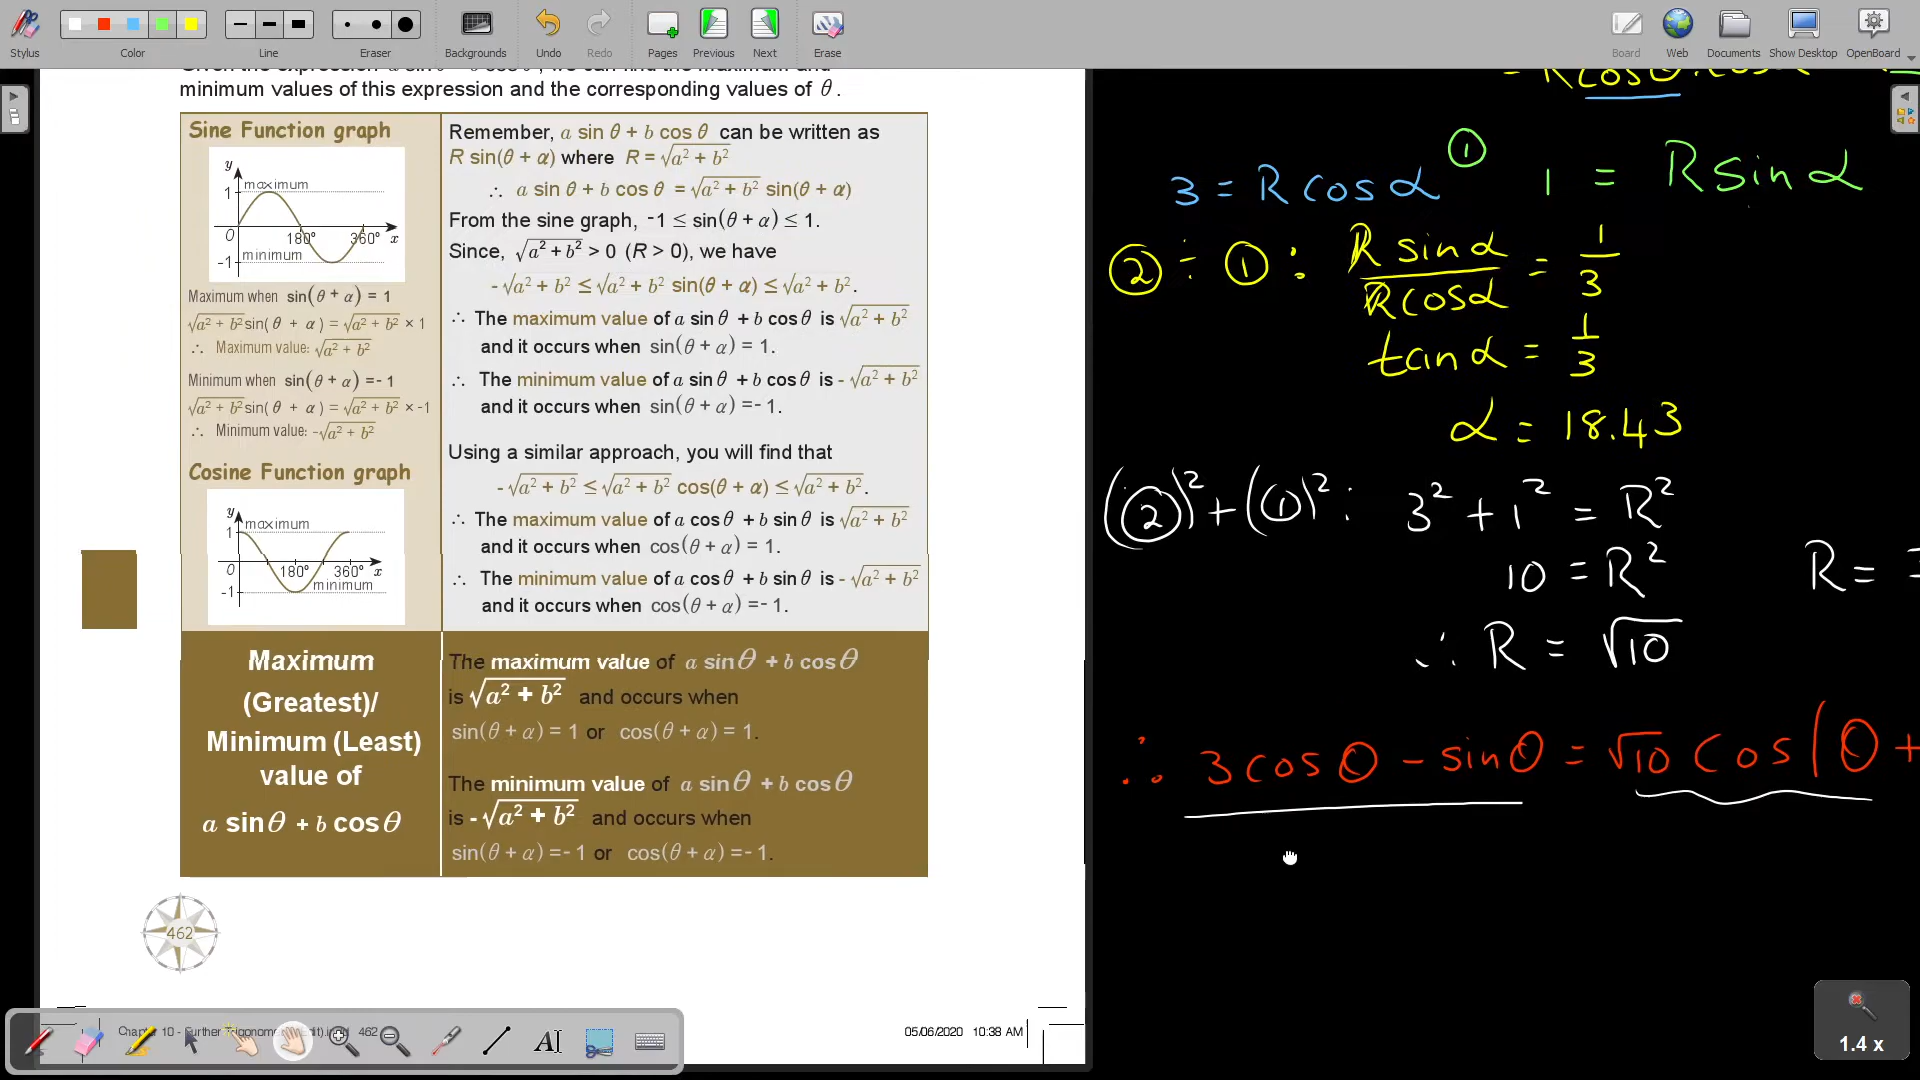 Stylus
Color
Line
Eraser
Backgrounds
Undo
Redo
Pages
Previous
Next
Erase
Board
Web
Documents
Show Desktop
OpenBoard
minimum values of this expression and the corresponding values of θ.
Sine Function graph
y
maximum
1
0
180°
360°
x
minimum
-1
Maximum when sin(θ + α) = 1
√a² + b² sin( θ + α ) = √a² + b² × 1
∴ Maximum value: √a² + b²
Minimum when sin(θ + α) =- 1
√a² + b² sin( θ + α ) = √a² + b² × -1
∴ Minimum value: -√a² + b²
Cosine Function graph
y
maximum
1
0
180°
360°
x
minimum
-1
Remember, a sin θ + b cos θ can be written as
R sin(θ + α) where R = √a² + b²
∴ a sin θ + b cos θ = √a² + b² sin(θ + α)
From the sine graph, -1 ≤ sin(θ + α) ≤ 1.
Since, √a² + b² > 0 (R > 0), we have
-√a² + b² ≤ √a² + b² sin(θ + α) ≤ √a² + b².
∴ The maximum value of a sin θ + b cos θ is √a² + b²
and it occurs when sin(θ + α) = 1.
∴ The minimum value of a sin θ + b cos θ is - √a² + b²
and it occurs when sin(θ + α) =- 1.
Using a similar approach, you will find that
-√a² + b² ≤ √a² + b² cos(θ + α) ≤ √a² + b².
∴ The maximum value of a cos θ + b sin θ is √a² + b²
and it occurs when cos(θ + α) = 1.
∴ The minimum value of a cos θ + b sin θ is - √a² + b²
and it occurs when cos(θ + α) =- 1.
Maximum
(Greatest)/
Minimum (Least)
value of
a sin θ + b cos θ
The maximum value of a sin θ + b cos θ
is √a² + b² and occurs when
sin(θ + α) = 1 or cos(θ + α) = 1.
The minimum value of a sin θ + b cos θ
is - √a² + b² and occurs when
sin(θ + α) =- 1 or cos(θ + α) =- 1.
462
462
05/06/2020 10:38 AM
3 = R cos α ① 1 = R sin α
② ÷ ① : R sin α / R cos α = 1/3
tan α = 1/3
α = 18.43
(②)² + (①)² : 3² + 1² = R²
10 = R² R =
∴ R = √10
∴ 3 cos θ - sin θ = √10 cos (θ +
1.4 x